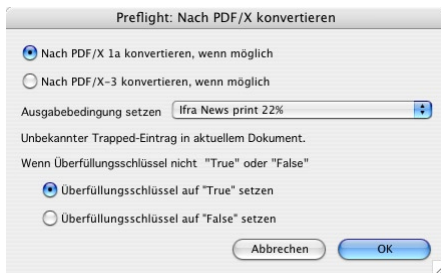 Preflight: Nach PDF/X konvertieren
Nach PDF/X 1a konvertieren, wenn möglich
Nach PDF/X-3 konvertieren, wenn möglich
Ausgabebedingung setzen Ifra News print 22%
Unbekannter Trapped-Eintrag in aktuellem Dokument.
Wenn Überfüllungsschlüssel nicht "True" oder "False"
Überfüllungsschlüssel auf "True" setzen
Überfüllungsschlüssel auf "False" setzen
Abbrechen OK